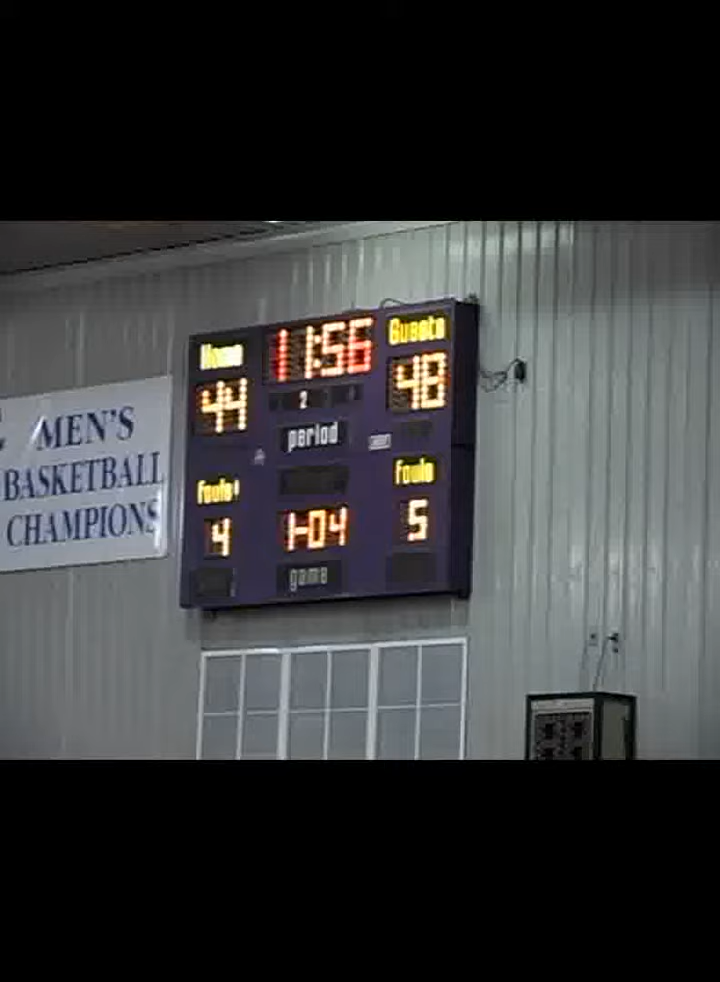 MEN'S
BASKETBALL
CHAMPIONS
Home
11:56
Guests
44
2
48
period
fouls
fouls
4
1-04
5
game